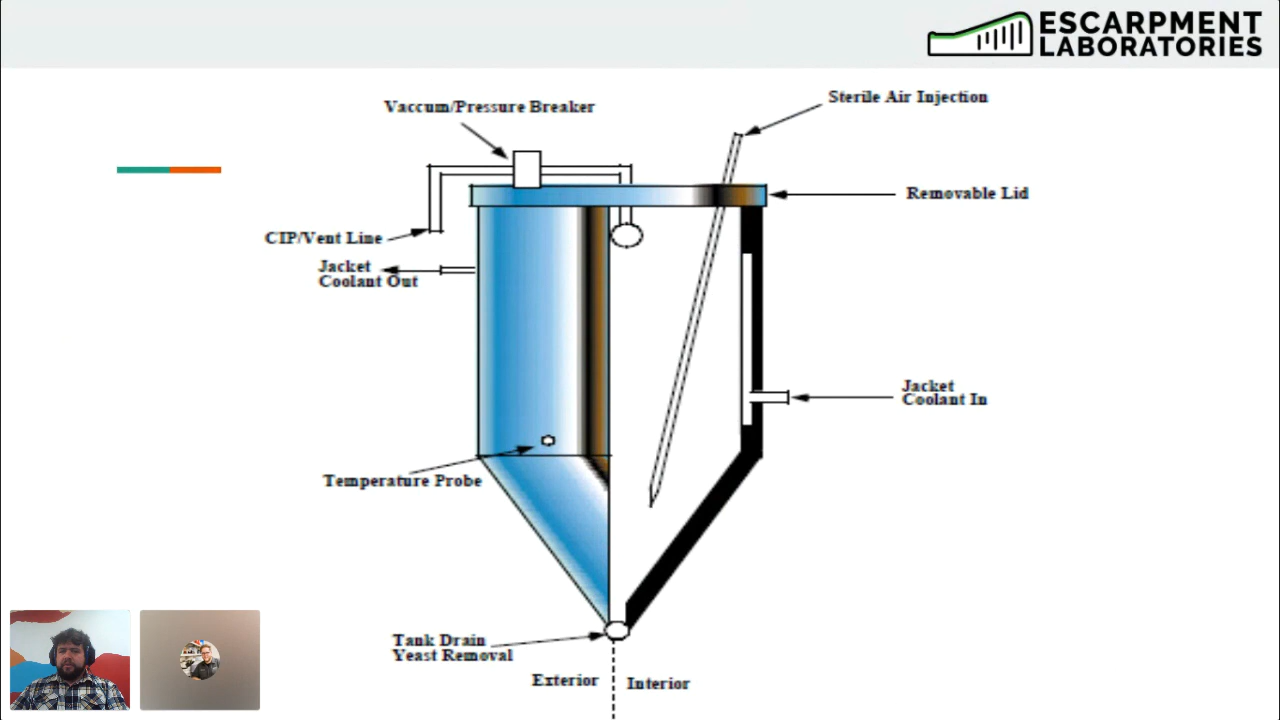 ESCARPMENT
LABORATORIES
Vaccum/Pressure Breaker
Sterile Air Injection
Removable Lid
CIP/Vent Line
Jacket
Coolant Out
Jacket
Coolant In
Temperature Probe
Tank Drain
Yeast Removal
Exterior
Interior